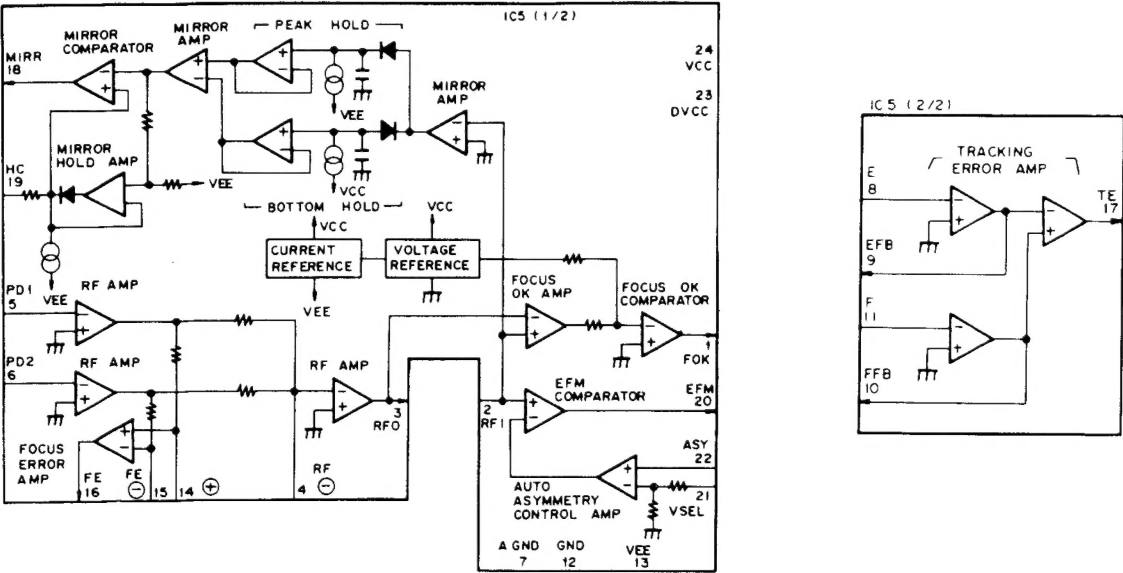 IC5 (1/2)
MIRROR
COMPARATOR
MIRR
18
MIRROR
AMP
PEAK HOLD
24
VCC
23
DVCC
MIRROR
AMP
VEE
HC
19
MIRROR
HOLD AMP
VEE
VCC
BOTTOM HOLD
VCC
VCC
CURRENT
REFERENCE
VOLTAGE
REFERENCE
VEE
VEE
PD1
5
RF AMP
FOCUS
OK AMP
FOCUS OK
COMPARATOR
1
FOK
PD2
6
RF AMP
RF AMP
3
RFO
2
RFI
EFM
COMPARATOR
EFM
20
FOCUS
ERROR
AMP
FE
16
FE
⊖
15
14
⊕
RF
4
⊖
ASY
22
21
VSEL
AUTO
ASYMMETRY
CONTROL AMP
A GND
7
GND
12
VEE
13
IC5 (2/2)
TRACKING
ERROR AMP
E
8
TE
17
EFB
9
F
11
FFB
10